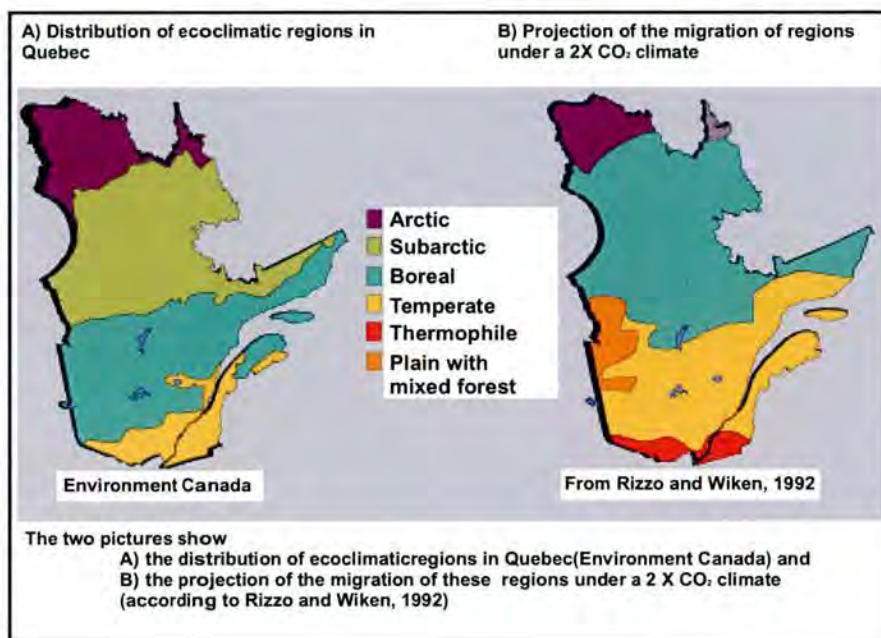 A) Distribution of ecoclimatic regions in
Quebec
B) Projection of the migration of regions
under a 2X CO₂ climate
Arctic
Subarctic
Boreal
Temperate
Thermophile
Plain with
mixed forest
Environment Canada
From Rizzo and Wiken, 1992
The two pictures show
A) the distribution of ecoclimaticregions in Quebec(Environment Canada) and
B) the projection of the migration of these regions under a 2 X CO₂ climate
(according to Rizzo and Wiken, 1992)